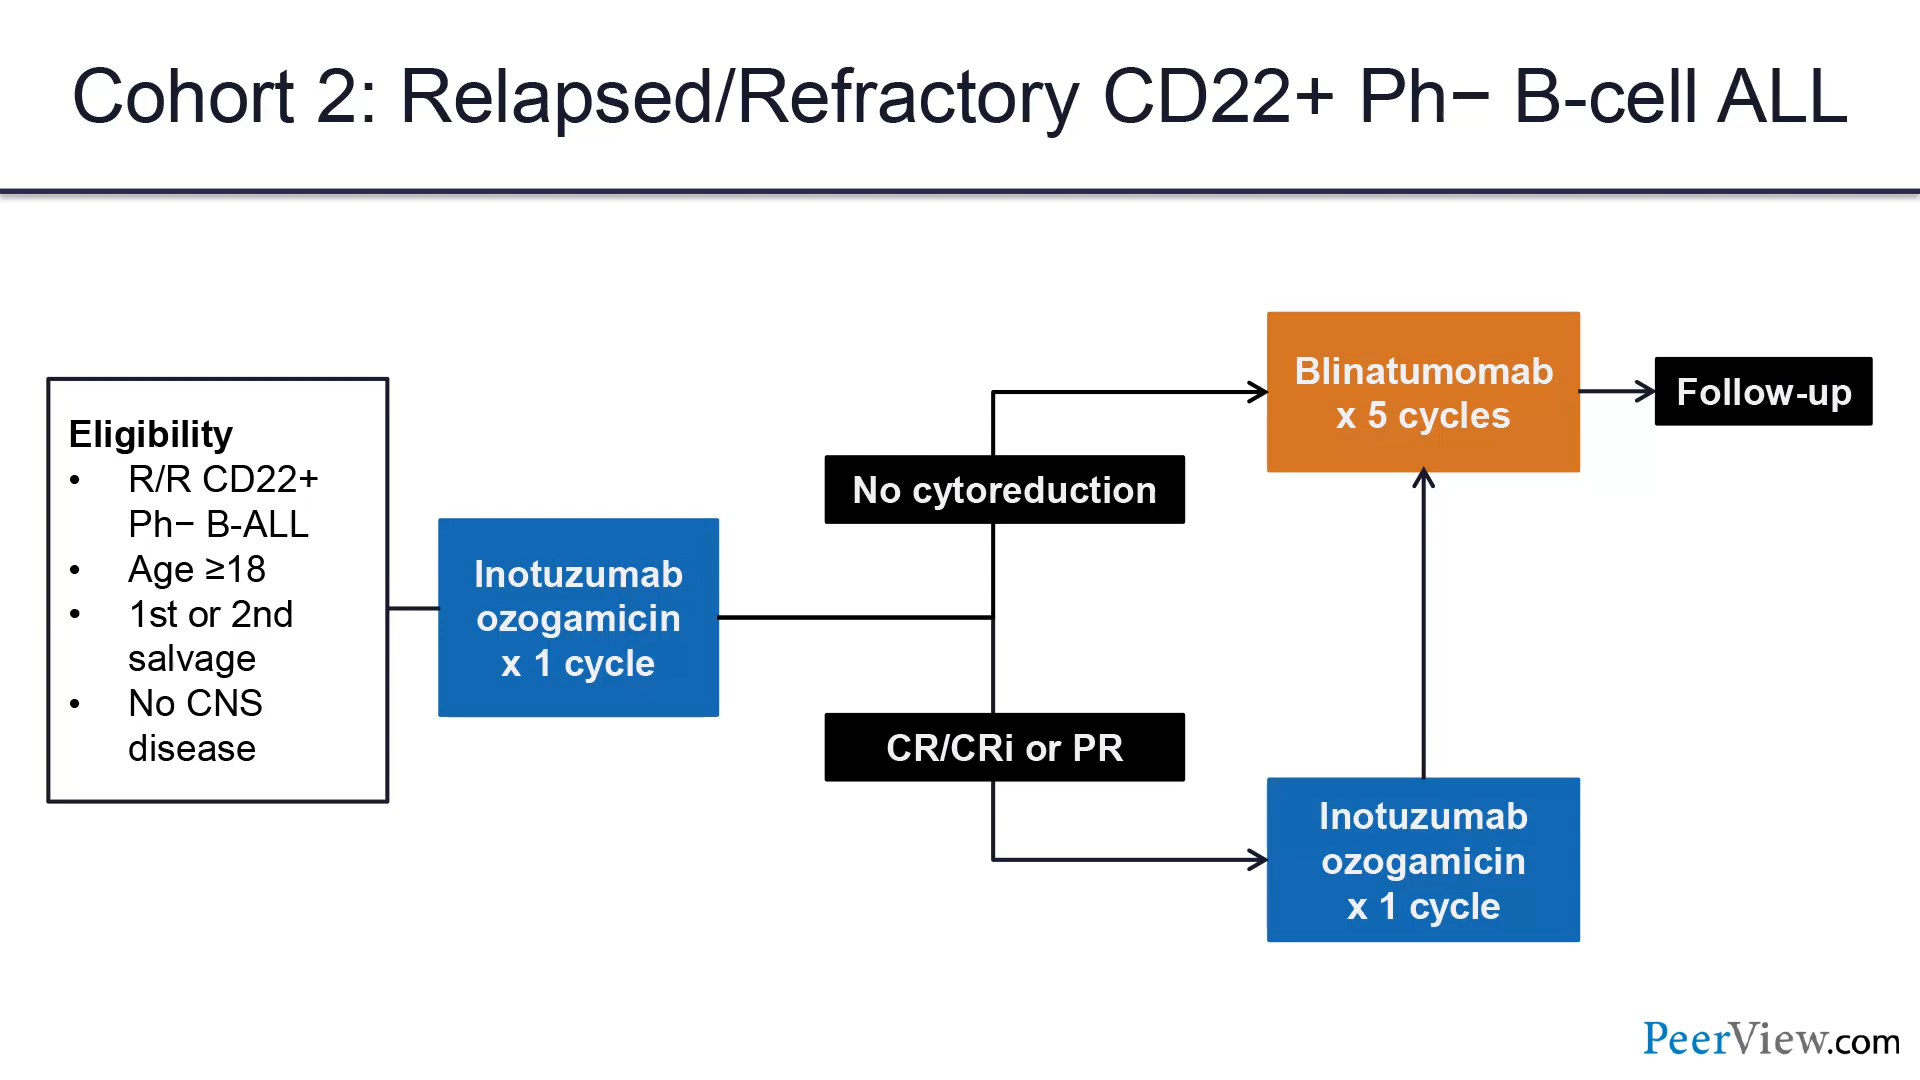 Cohort 2: Relapsed/Refractory CD22+ Ph− B-cell ALL
Eligibility
• R/R CD22+
Ph− B-ALL
• Age ≥18
• 1st or 2nd
salvage
• No CNS
disease
Inotuzumab
ozogamicin
x 1 cycle
No cytoreduction
CR/CRi or PR
Blinatumomab
x 5 cycles
Follow-up
Inotuzumab
ozogamicin
x 1 cycle
PeerView.com